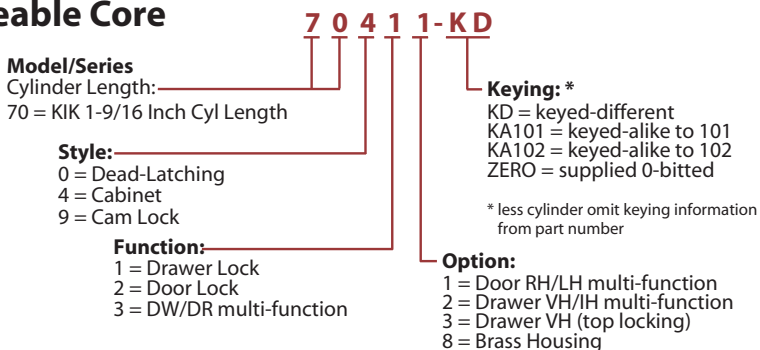 eable Core
7 0 4 1 1-KD
Model/Series
Cylinder Length:
70 = KIK 1-9/16 Inch Cyl Length
Style:
0 = Dead-Latching
4 = Cabinet
9 = Cam Lock
Function:
1 = Drawer Lock
2 = Door Lock
3 = DW/DR multi-function
Keying: *
KD = keyed-different
KA101 = keyed-alike to 101
KA102 = keyed-alike to 102
ZERO = supplied 0-bitted
* less cylinder omit keying information
from part number
Option:
1 = Door RH/LH multi-function
2 = Drawer VH/IH multi-function
3 = Drawer VH (top locking)
8 = Brass Housing